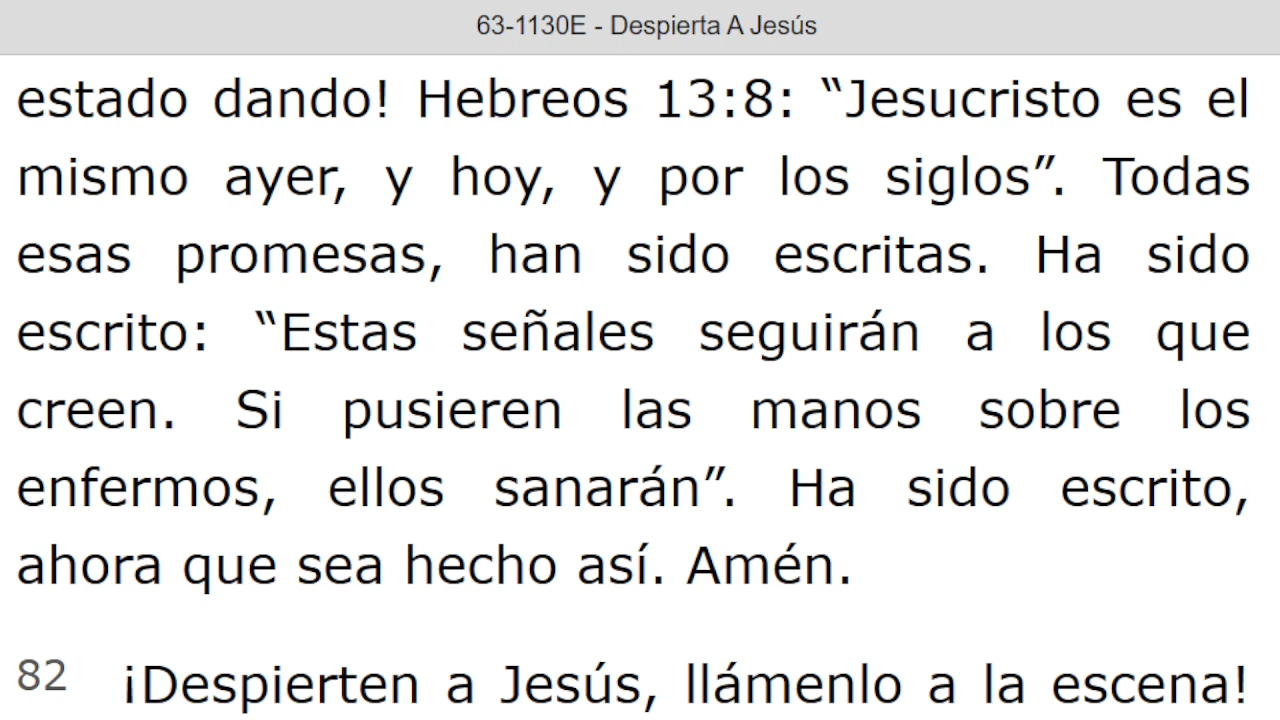 63-1130E - Despierta A Jesús
estado dando! Hebreos 13:8: “Jesucristo es el
mismo ayer, y hoy, y por los siglos”. Todas
esas promesas, han sido escritas. Ha sido
escrito: “Estas señales seguirán a los que
creen. Si pusieren las manos sobre los
enfermos, ellos sanarán”. Ha sido escrito,
ahora que sea hecho así. Amén.
82 ¡Despierten a Jesús, llámenlo a la escena!